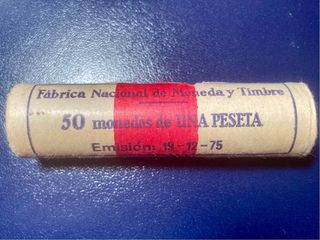 Fábrica Nacional de Moneda y Timbre
50 monedas de UNA PESETA
Emisión: 19-12-75